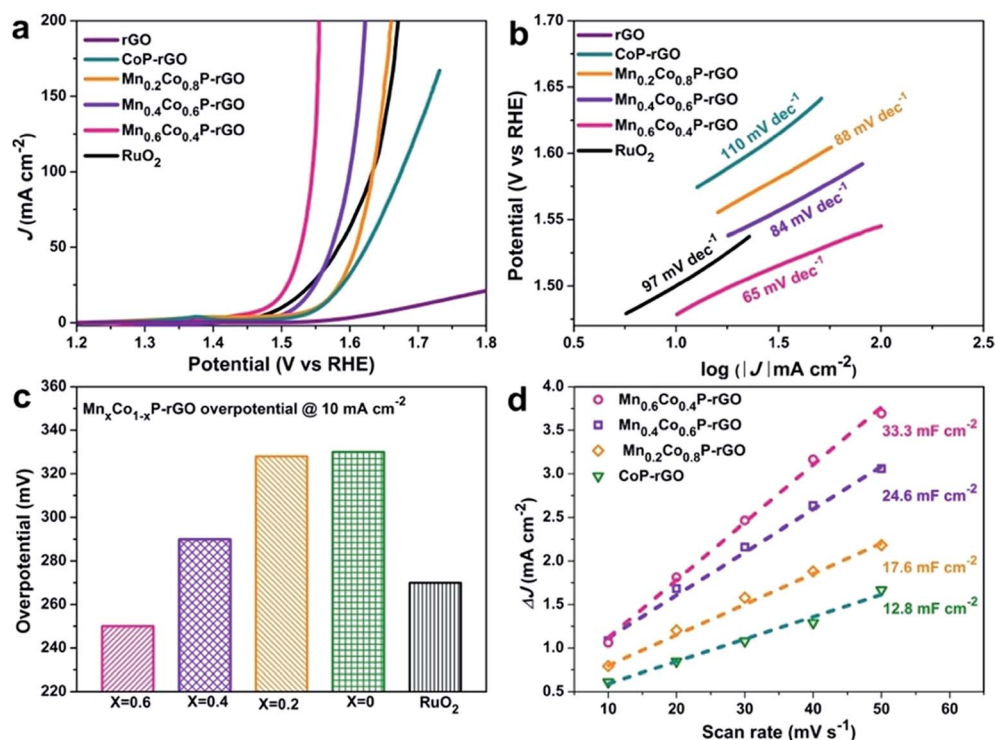 a
200
150
100
50
0
J (mA cm⁻²)
rGO
CoP-rGO
Mn₀.₂Co₀.₈P-rGO
Mn₀.₄Co₀.₆P-rGO
Mn₀.₆Co₀.₄P-rGO
RuO₂
1.2 1.3 1.4 1.5 1.6 1.7 1.8
Potential (V vs RHE)
b
1.70
1.65
1.60
1.55
1.50
Potential (V vs RHE)
rGO
CoP-rGO
Mn₀.₂Co₀.₈P-rGO
Mn₀.₄Co₀.₆P-rGO
Mn₀.₆Co₀.₄P-rGO
RuO₂
110 mV dec⁻¹
88 mV dec⁻¹
84 mV dec⁻¹
97 mV dec⁻¹
65 mV dec⁻¹
0.5 1.0 1.5 2.0 2.5
log (|J|mA cm⁻²)
c
MnₓCo₁₋ₓP-rGO overpotential @ 10 mA cm⁻²
360
340
320
300
280
260
240
220
Overpotential (mV)
X=0.6 X=0.4 X=0.2 X=0 RuO₂
d
4.0
3.5
3.0
2.5
2.0
1.5
1.0
0.5
ΔJ (mA cm⁻²)
Mn₀.₆Co₀.₄P-rGO
Mn₀.₄Co₀.₆P-rGO
Mn₀.₂Co₀.₈P-rGO
CoP-rGO
33.3 mF cm⁻²
24.6 mF cm⁻²
17.6 mF cm⁻²
12.8 mF cm⁻²
10 20 30 40 50 60
Scan rate (mV s⁻¹)